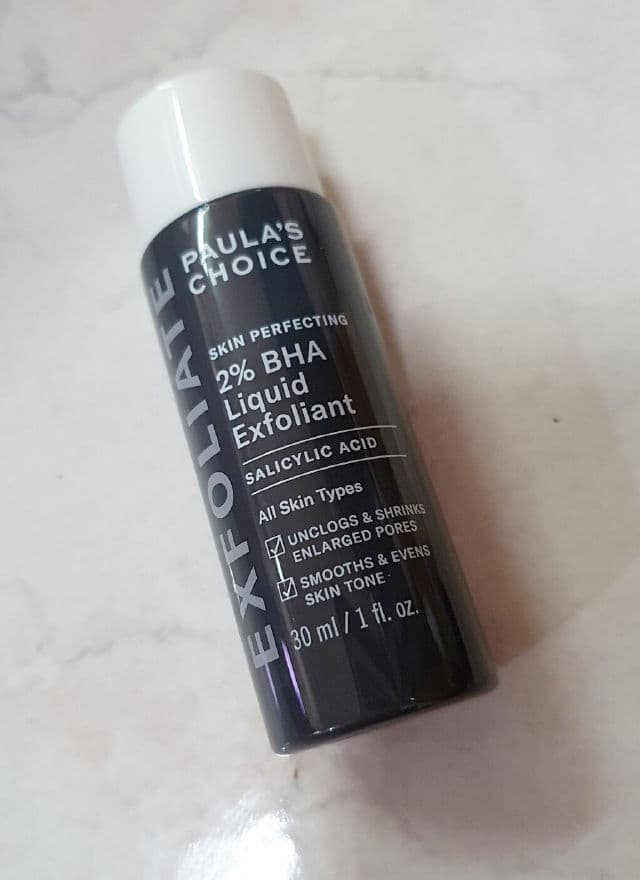 EXFOLIATE
PAULA'S
CHOICE
SKIN PERFECTING
2% BHA
Liquid
Exfoliant
SALICYLIC ACID
All Skin Types
☑ UNCLOGS & SHRINKS
ENLARGED PORES
☑ SMOOTHS & EVENS
SKIN TONE
30 ml / 1 fl. oz.